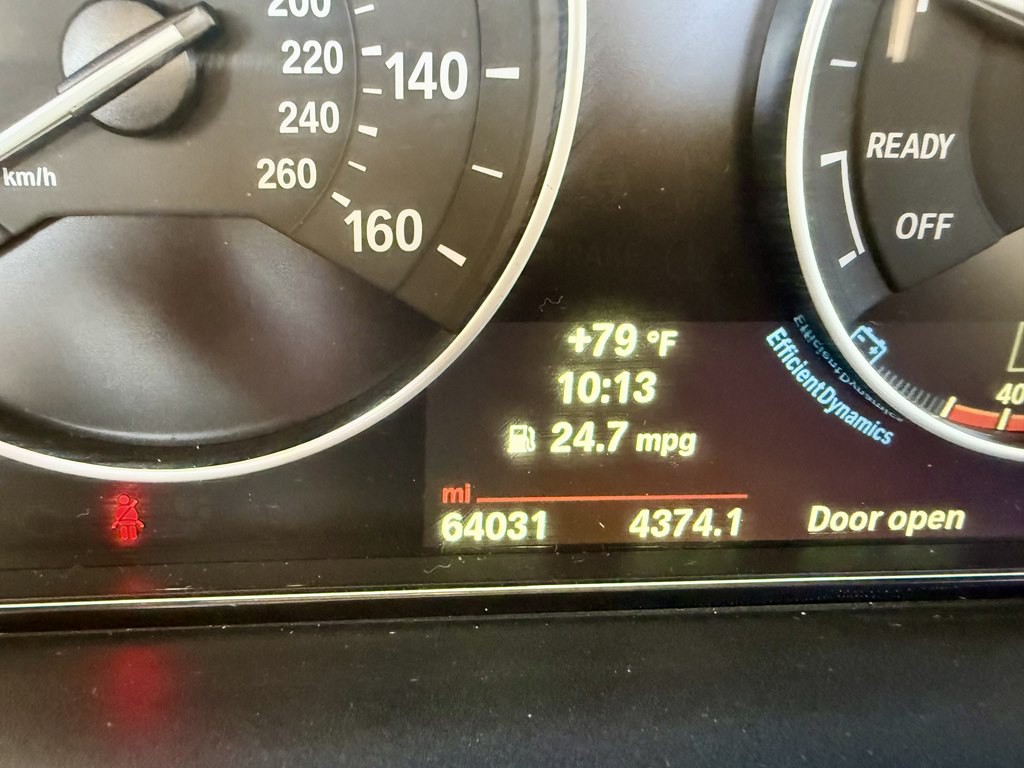 200
220
240
260
140
160
km/h
READY
OFF
+79 °F
10:13
24.7 mpg
EfficientDynamics
40
mi
64031 4374.1
Door open